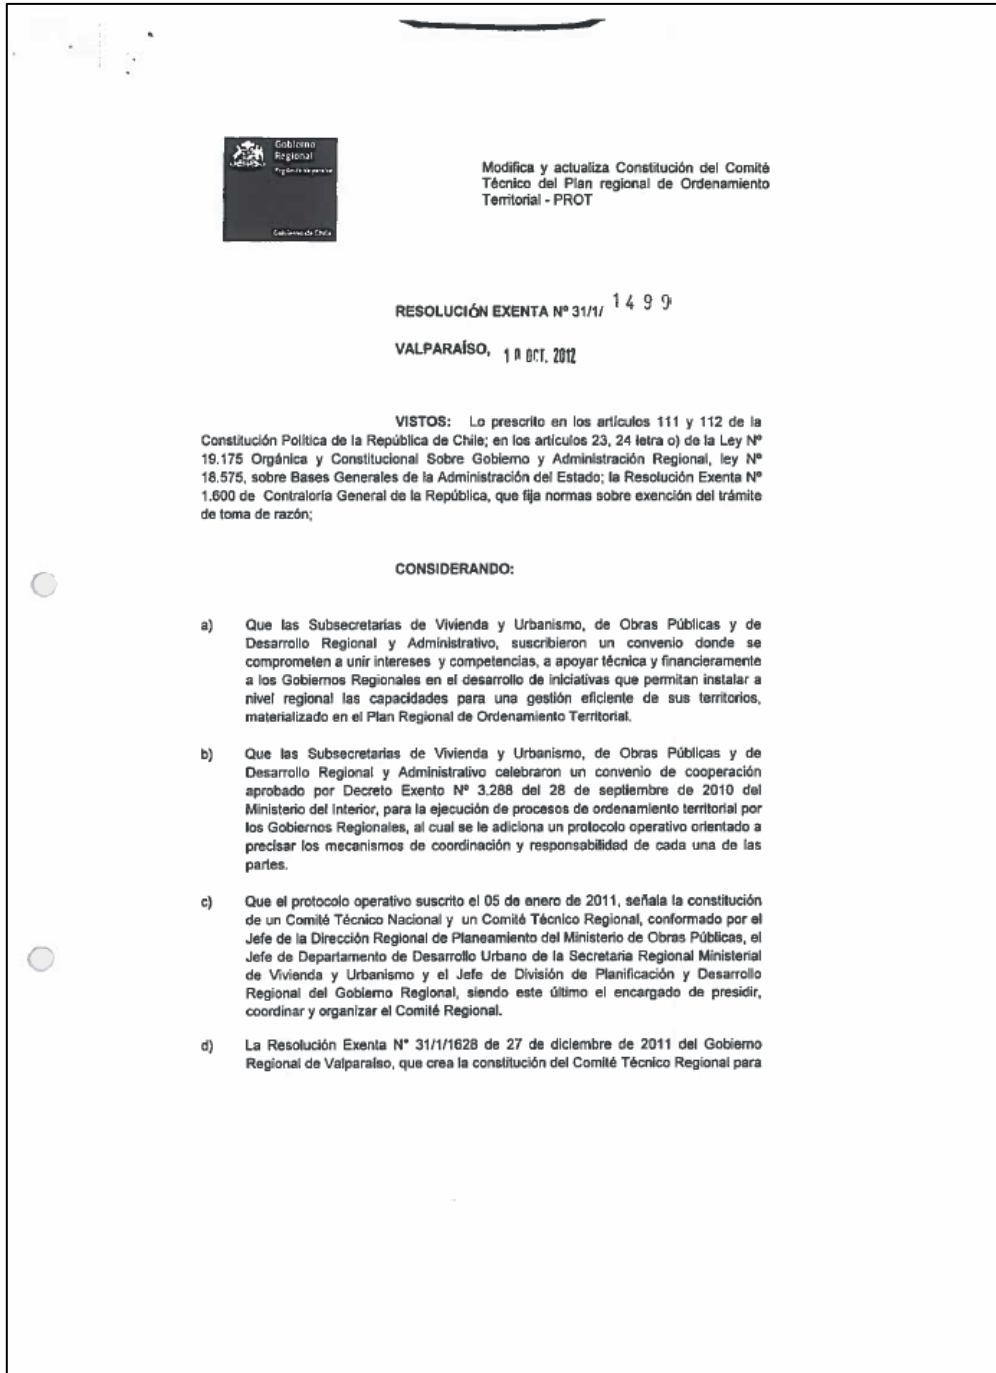 Gobierno
Regional
Gobierno de Chile
Modifica y actualiza Constitución del Comité
Técnico del Plan regional de Ordenamiento
Territorial - PROT
RESOLUCIÓN EXENTA Nº 31/1/ 1499
VALPARAÍSO, 10 OCT. 2012
VISTOS: Lo prescrito en los artículos 111 y 112 de la
Constitución Política de la República de Chile; en los artículos 23, 24 letra o) de la Ley Nº
19.175 Orgánica y Constitucional Sobre Gobierno y Administración Regional, ley Nº
18.575, sobre Bases Generales de la Administración del Estado; la Resolución Exenta Nº
1.600 de Contraloría General de la República, que fija normas sobre exención del trámite
de toma de razón;
CONSIDERANDO:
a) Que las Subsecretarias de Vivienda y Urbanismo, de Obras Públicas y de
Desarrollo Regional y Administrativo, suscribieron un convenio donde se
comprometen a unir intereses y competencias, a apoyar técnica y financieramente
a los Gobiernos Regionales en el desarrollo de iniciativas que permitan instalar a
nivel regional las capacidades para una gestión eficiente de sus territorios,
materializado en el Plan Regional de Ordenamiento Territorial.
b) Que las Subsecretarias de Vivienda y Urbanismo, de Obras Públicas y de
Desarrollo Regional y Administrativo celebraron un convenio de cooperación
aprobado por Decreto Exento Nº 3.288 del 28 de septiembre de 2010 del
Ministerio del Interior, para la ejecución de procesos de ordenamiento territorial por
los Gobiernos Regionales, al cual se le adiciona un protocolo operativo orientado a
precisar los mecanismos de coordinación y responsabilidad de cada una de las
partes.
c) Que el protocolo operativo suscrito el 05 de enero de 2011, señala la constitución
de un Comité Técnico Nacional y un Comité Técnico Regional, conformado por el
Jefe de la Dirección Regional de Planeamiento del Ministerio de Obras Públicas, el
Jefe de Departamento de Desarrollo Urbano de la Secretaria Regional Ministerial
de Vivienda y Urbanismo y el Jefe de División de Planificación y Desarrollo
Regional del Gobierno Regional, siendo este último el encargado de presidir,
coordinar y organizar el Comité Regional.
d) La Resolución Exenta N° 31/1/1628 de 27 de diciembre de 2011 del Gobierno
Regional de Valparaíso, que crea la constitución del Comité Técnico Regional para